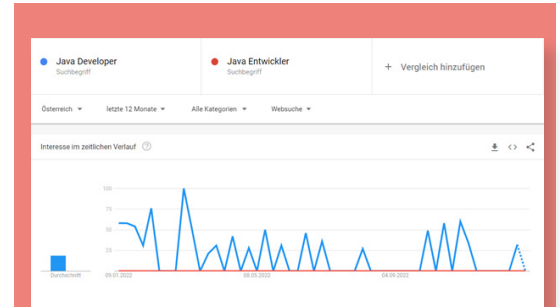 Java Developer
Suchbegriff
Java Entwickler
Suchbegriff
+ Vergleich hinzufügen
Österreich
letzte 12 Monate
Alle Kategorien
Websuche
Interesse im zeitlichen Verlauf
100
75
50
25
Durchschnitt
09.01.2022
08.05.2022
04.09.2022